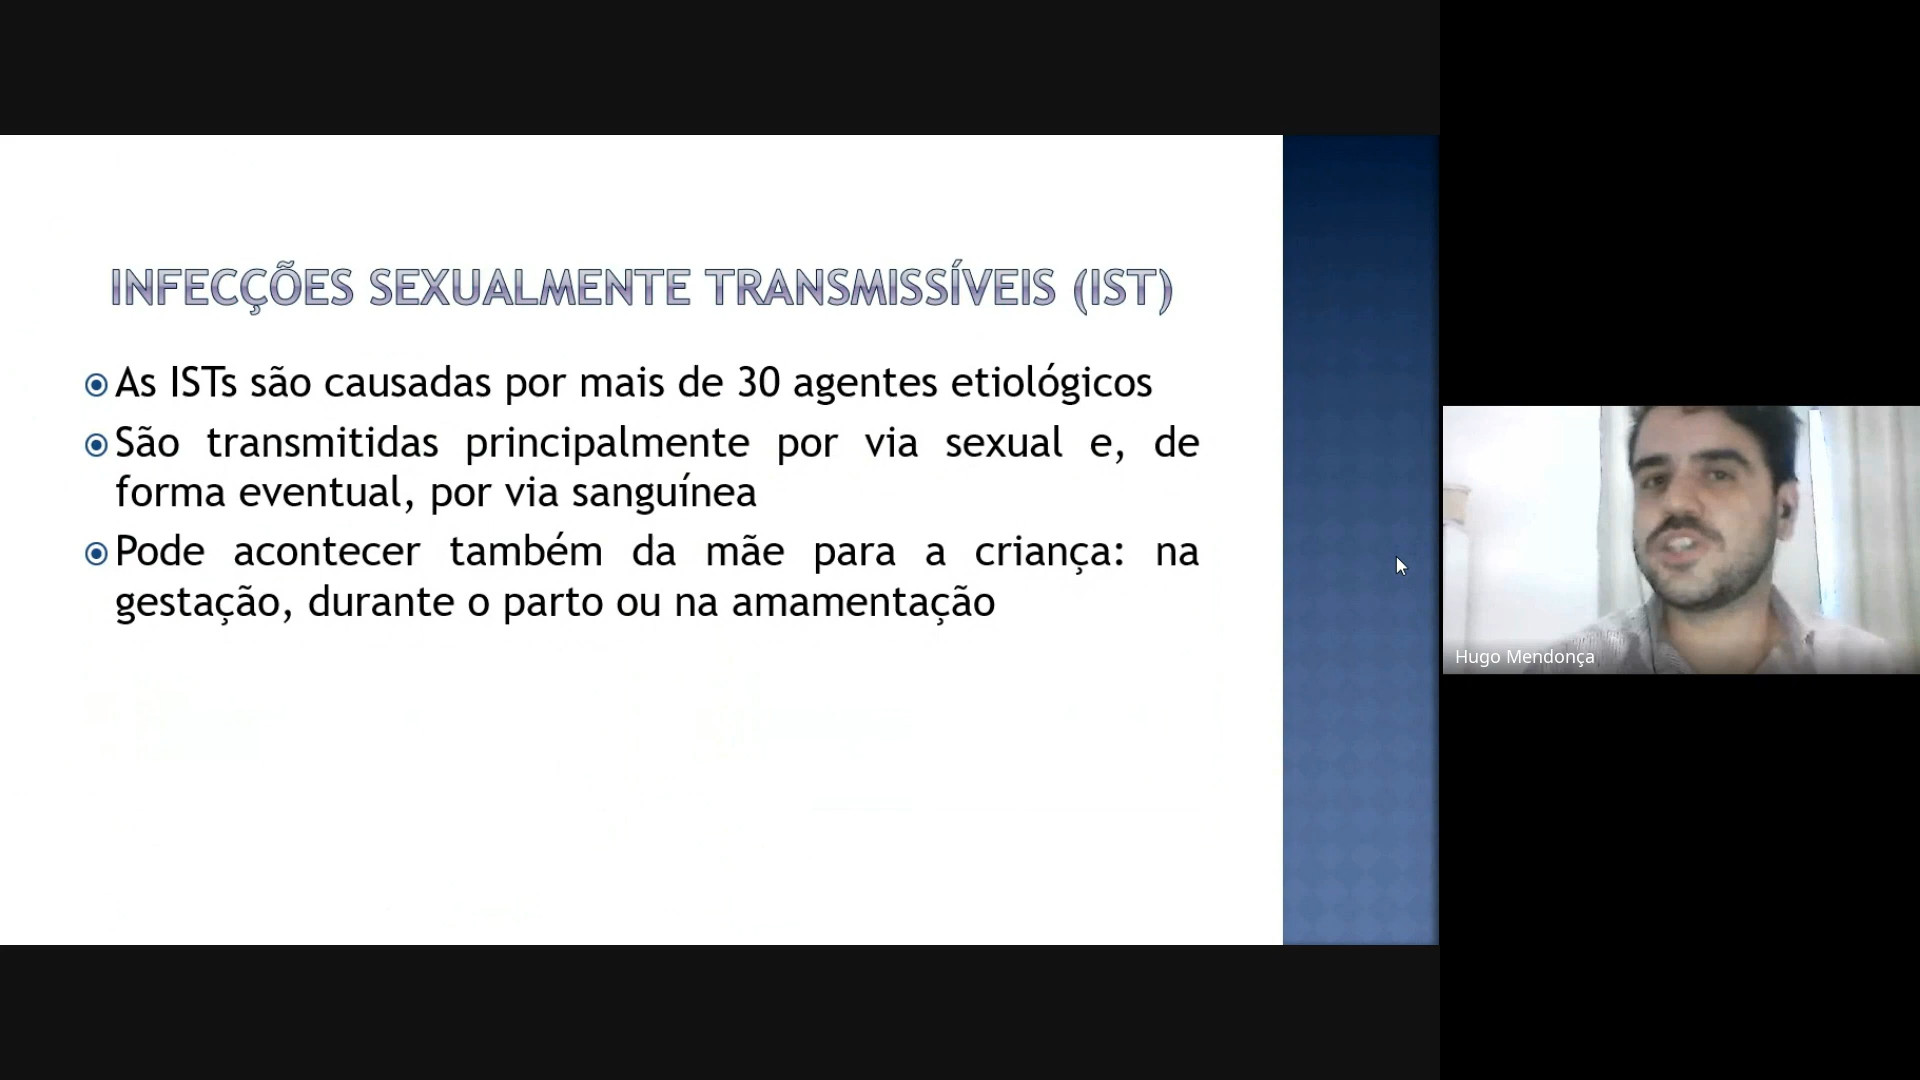 INFECÇÕES SEXUALMENTE TRANSMISSÍVEIS (IST)
As ISTs são causadas por mais de 30 agentes etiológicos
São transmitidas principalmente por via sexual e, de
forma eventual, por via sanguínea
Pode acontecer também da mãe para a criança: na
gestação, durante o parto ou na amamentação
Hugo Mendonça